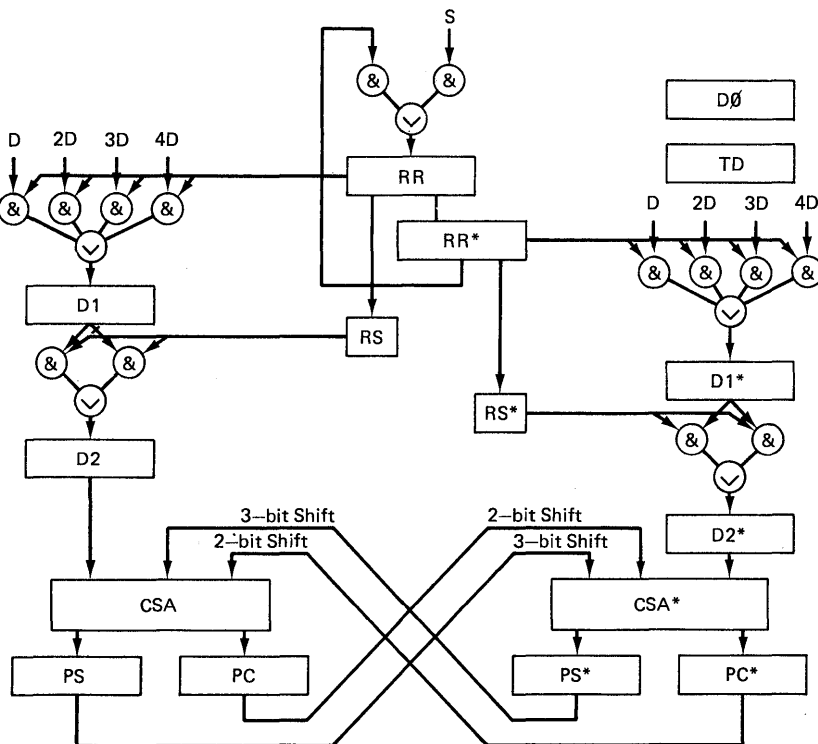 S
&
&
∨
DØ
TD
D 2D 3D 4D
RR
& & & &
RR*
D 2D 3D 4D
∨
& & & &
D1
∨
RS
& &
D1*
∨
RS*
& &
D2
∨
3–bit Shift 2–bit Shift
D2*
2–bit Shift 3–bit Shift
CSA CSA*
PS PC PS* PC*